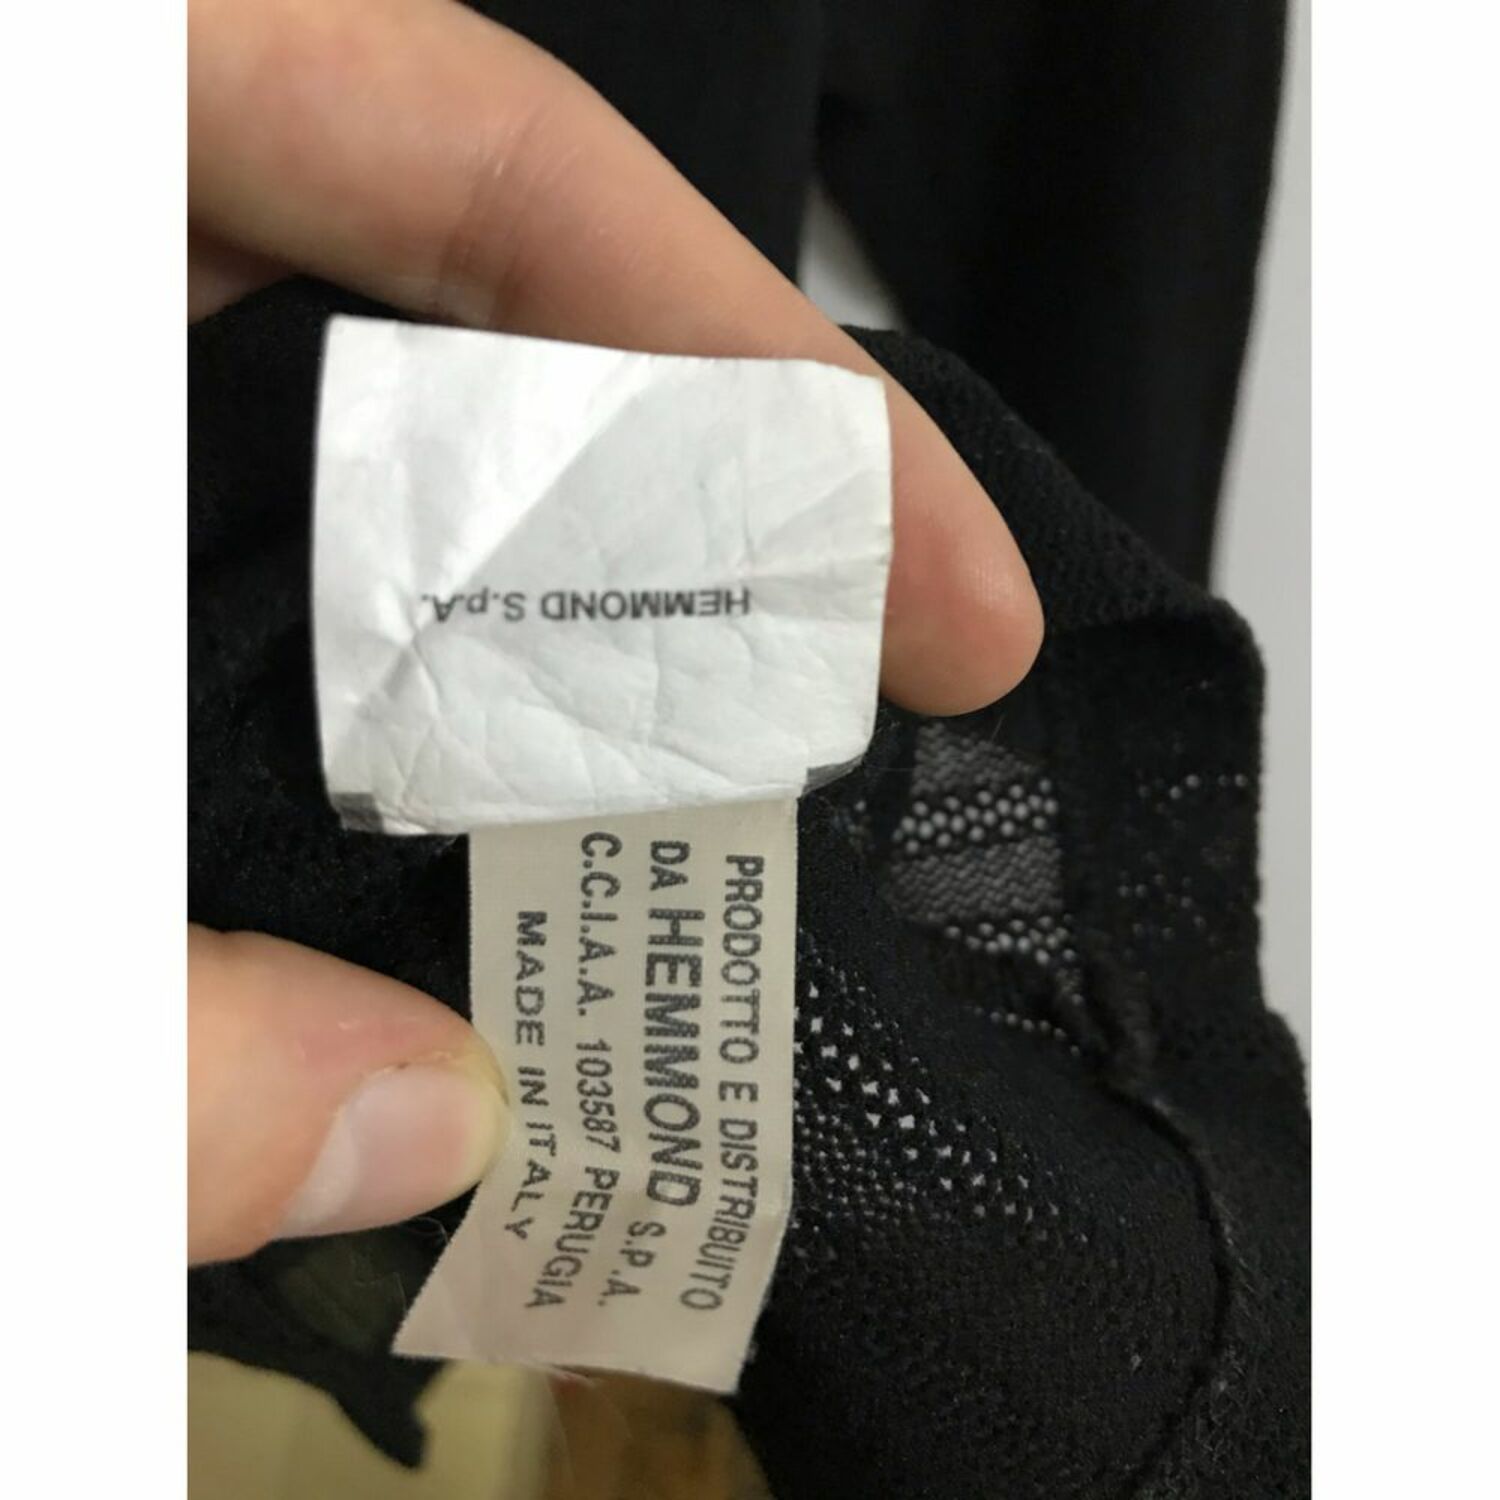 HEMMOND S.p.A.
PRODOTTO E DISTRIBUITO
DA HEMMOND S.P.A.
C.C.I.A.A. 103587 PERUGIA
MADE IN ITALY